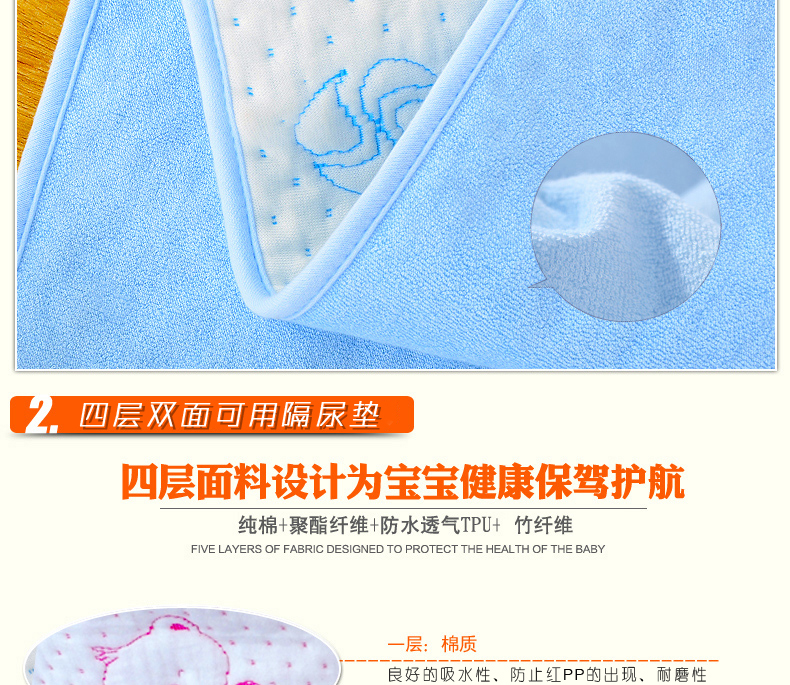 2. 四层双面可用隔尿垫
四层面料设计为宝宝健康保驾护航
纯棉+聚酯纤维+防水透气TPU+ 竹纤维
FIVE LAYERS OF FABRIC DESIGNED TO PROTECT THE HEALTH OF THE BABY
一层：棉质
良好的吸水性、防止红PP的出现、耐磨性